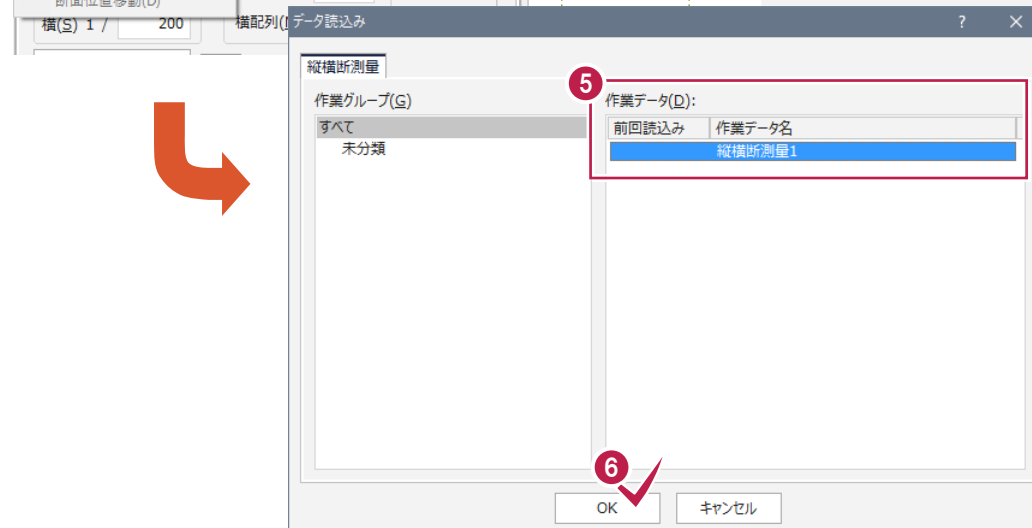 断面位置移動(D)
横(S) 1 / 200
横配列(
データ読込み ? ×
縦横断測量
作業グループ(G)
すべて
未分類
5
作業データ(D):
前回読込み 作業データ名
縦横断測量1
6
OK キャンセル